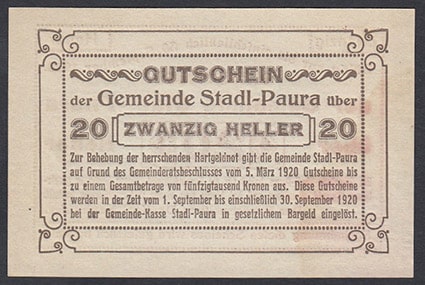 GUTSCHEIN
der Gemeinde Stadl-Paura über
20 ZWANZIG HELLER 20
Zur Behebung der herrschenden Hartgeldnot gibt die Gemeinde Stadl-Paura
auf Grund des Gemeinderatsbeschlusses vom 5. März 1920 Gutscheine bis
zu einem Gesamtbetrage von fünfzigtausend Kronen aus. Diese Gutscheine
werden in der Zeit vom 1. September bis einschließlich 30. September 1920
bei der Gemeinde-Kasse Stadl-Paura in gesetzlichem Bargeld eingelöst.